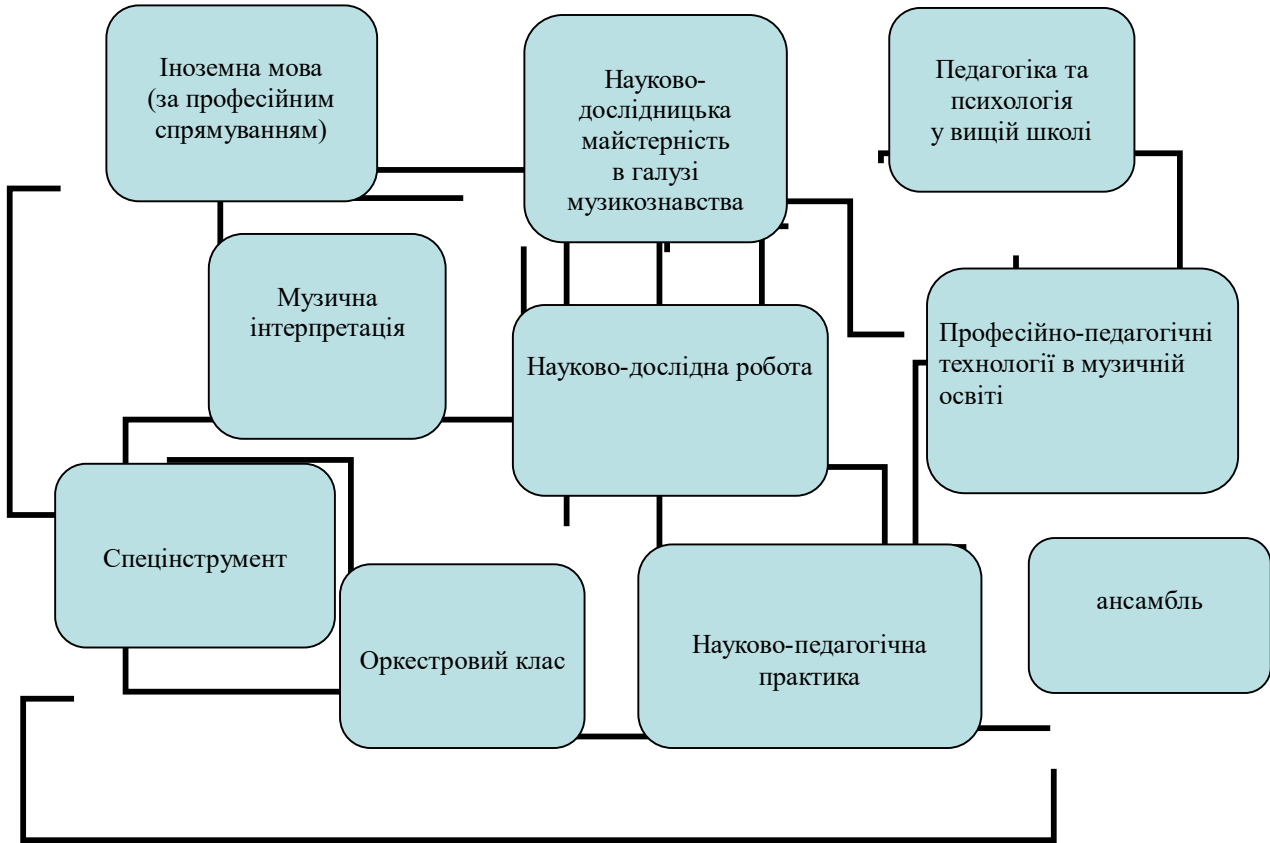 Іноземна мова
(за професійним
спрямуванням)
Науково-
дослідницька
майстерність
в галузі
музикознавства
Педагогіка та
психологія
у вищій школі
Музична
інтерпретація
Науково-дослідна робота
Професійно-педагогічні
технології в музичній
освіті
Спецінструмент
Оркестровий клас
Науково-педагогічна
практика
ансамбль